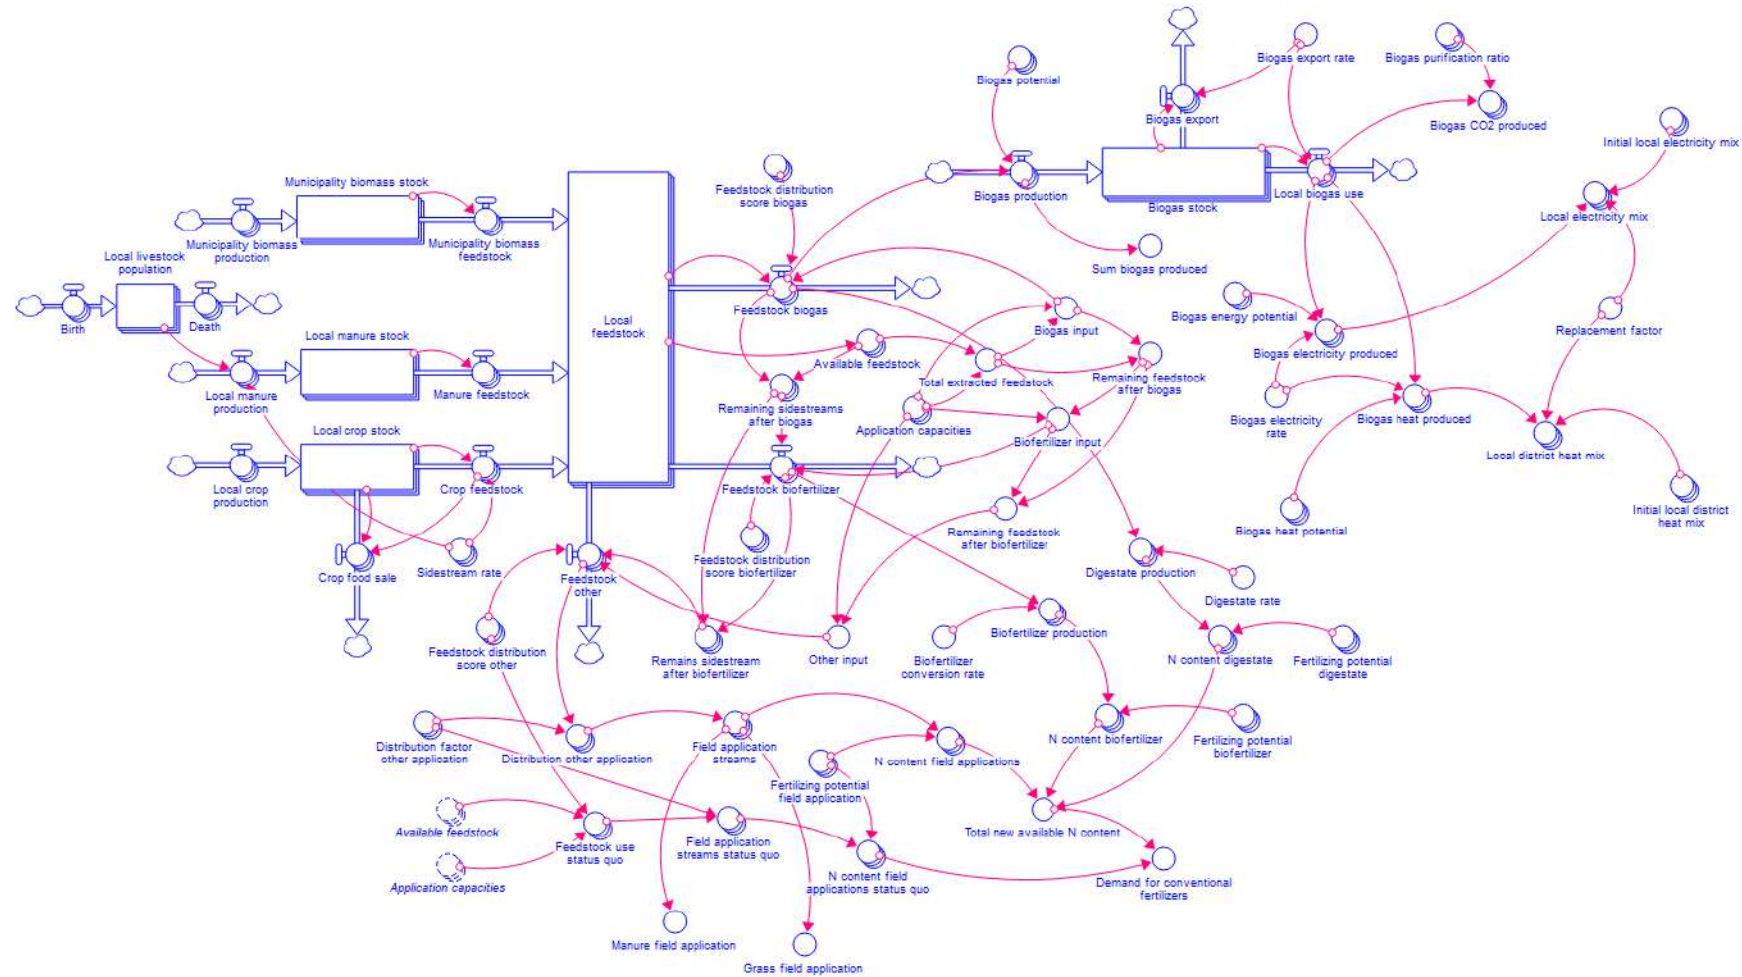 Biogas potential
Biogas export rate
Biogas purification ratio
Biogas export
Biogas CO2 produced
Initial local electricity mix
Municipality biomass stock
Feedstock distribution
score biogas
Biogas production
Biogas stock
Local biogas use
Local electricity mix
Municipality biomass
production
Municipality biomass
feedstock
Local livestock
population
Sum biogas produced
Birth
Death
Local
feedstock
Feedstock biogas
Biogas input
Biogas energy potential
Replacement factor
Local manure stock
Available feedstock
Biogas electricity produced
Local manure
production
Manure feedstock
Total extracted feedstock
Remaining feedstock
after biogas
Remaining sidestreams
after biogas
Application capacities
Biogas electricity
rate
Biogas heat produced
Local crop stock
Biofertilizer input
Local district heat mix
Local crop
production
Crop feedstock
Feedstock biofertilizer
Initial local district
heat mix
Biogas heat potential
Remaining feedstock
after biofertilizer
Feedstock distribution
score biofertilizer
Crop food sale
Sidestream rate
Feedstock
other
Digestate production
Digestate rate
Feedstock distribution
score other
Remains sidestream
after biofertilizer
Other input
Biofertilizer
conversion rate
Biofertilizer production
N content digestate
Fertilizing potential
digestate
Distribution factor
other application
Distribution other application
Field application
streams
N content field applications
N content biofertilizer
Fertilizing potential
biofertilizer
Fertilizing potential
field application
Available feedstock
Feedstock use
status quo
Field application
streams status quo
Total new available N content
Application capacities
N content field
applications status quo
Demand for conventional
fertilizers
Manure field application
Grass field application